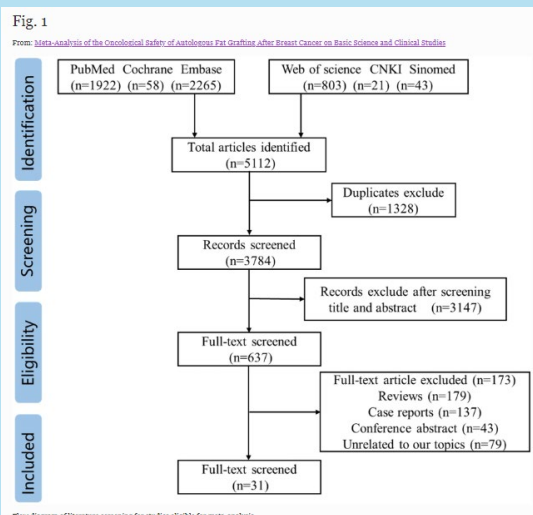 Fig. 1
From: Meta-Analysis of the Oncological Safety of Autologous Fat Grafting After Breast Cancer on Basic Science and Clinical Studies
Identification
PubMed Cochrane Embase
(n=1922) (n=58) (n=2265)
Web of science CNKI Sinomed
(n=803) (n=21) (n=43)
Total articles identified
(n=5112)
Duplicates exclude
(n=1328)
Screening
Records screened
(n=3784)
Records exclude after screening
title and abstract (n=3147)
Eligibility
Full-text screened
(n=637)
Full-text article excluded (n=173)
Reviews (n=179)
Case reports (n=137)
Conference abstract (n=43)
Unrelated to our topics (n=79)
Included
Full-text screened
(n=31)